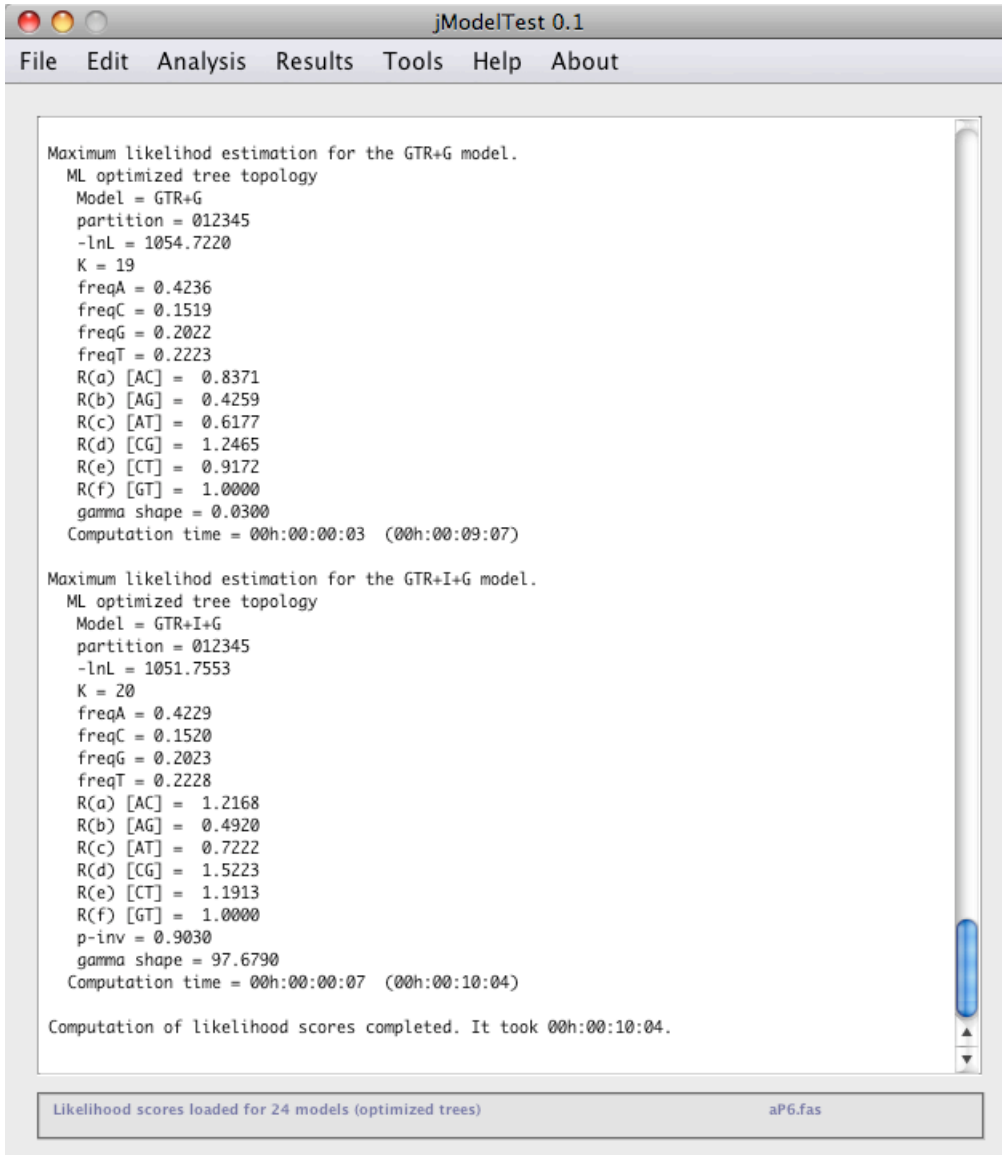 jModelTest 0.1
File Edit Analysis Results Tools Help About
Maximum likelihod estimation for the GTR+G model.
ML optimized tree topology
Model = GTR+G
partition = 012345
-lnL = 1054.7220
K = 19
freqA = 0.4236
freqC = 0.1519
freqG = 0.2022
freqT = 0.2223
R(a) [AC] = 0.8371
R(b) [AG] = 0.4259
R(c) [AT] = 0.6177
R(d) [CG] = 1.2465
R(e) [CT] = 0.9172
R(f) [GT] = 1.0000
gamma shape = 0.0300
Computation time = 00h:00:00:03 (00h:00:09:07)
Maximum likelihod estimation for the GTR+I+G model.
ML optimized tree topology
Model = GTR+I+G
partition = 012345
-lnL = 1051.7553
K = 20
freqA = 0.4229
freqC = 0.1520
freqG = 0.2023
freqT = 0.2228
R(a) [AC] = 1.2168
R(b) [AG] = 0.4920
R(c) [AT] = 0.7222
R(d) [CG] = 1.5223
R(e) [CT] = 1.1913
R(f) [GT] = 1.0000
p-inv = 0.9030
gamma shape = 97.6790
Computation time = 00h:00:00:07 (00h:00:10:04)
Computation of likelihood scores completed. It took 00h:00:10:04.
Likelihood scores loaded for 24 models (optimized trees) aP6.fas